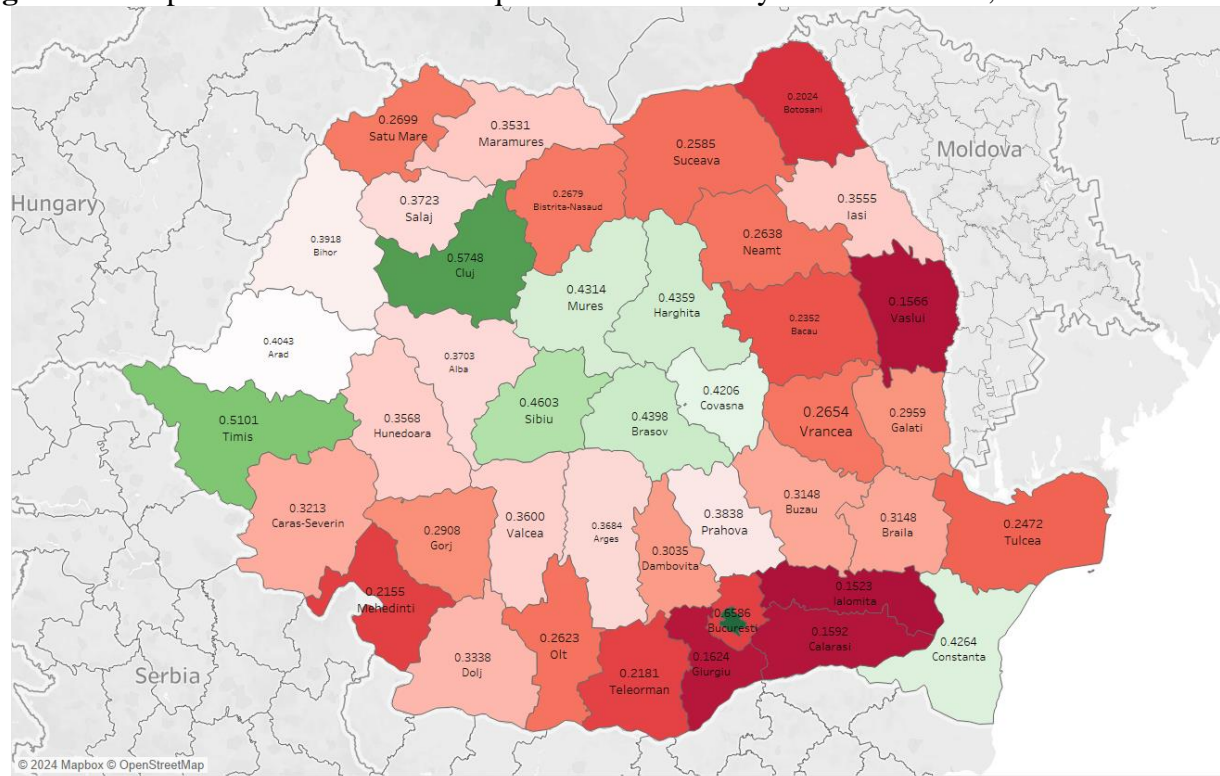 0.2024
Botosani
0.2699
Satu Mare
0.3531
Maramures
0.2585
Suceava
Moldova
Hungary
0.3723
Salaj
0.2679
Bistrita-Nasaud
0.3555
Iasi
0.3918
Bihor
0.5748
Cluj
0.2638
Neamt
0.4314
Mures
0.4359
Harghita
0.2352
Bacau
0.1566
Vaslui
0.4043
Arad
0.3703
Alba
0.4206
Covasna
0.5101
Timis
0.3568
Hunedoara
0.4603
Sibiu
0.4398
Brasov
0.2654
Vrancea
0.2959
Galati
0.3213
Caras-Severin
0.2908
Gorj
0.3600
Valcea
0.3684
Arges
0.3035
Dambovita
0.3838
Prahova
0.3148
Buzau
0.3148
Braila
0.2472
Tulcea
0.2155
Mehedinti
0.6586
Bucuresti
0.1523
Ialomita
0.1592
Calarasi
0.4264
Constanta
0.3338
Dolj
0.2623
Olt
0.2181
Teleorman
0.1624
Giurgiu
Serbia
© 2024 Mapbox © OpenStreetMap